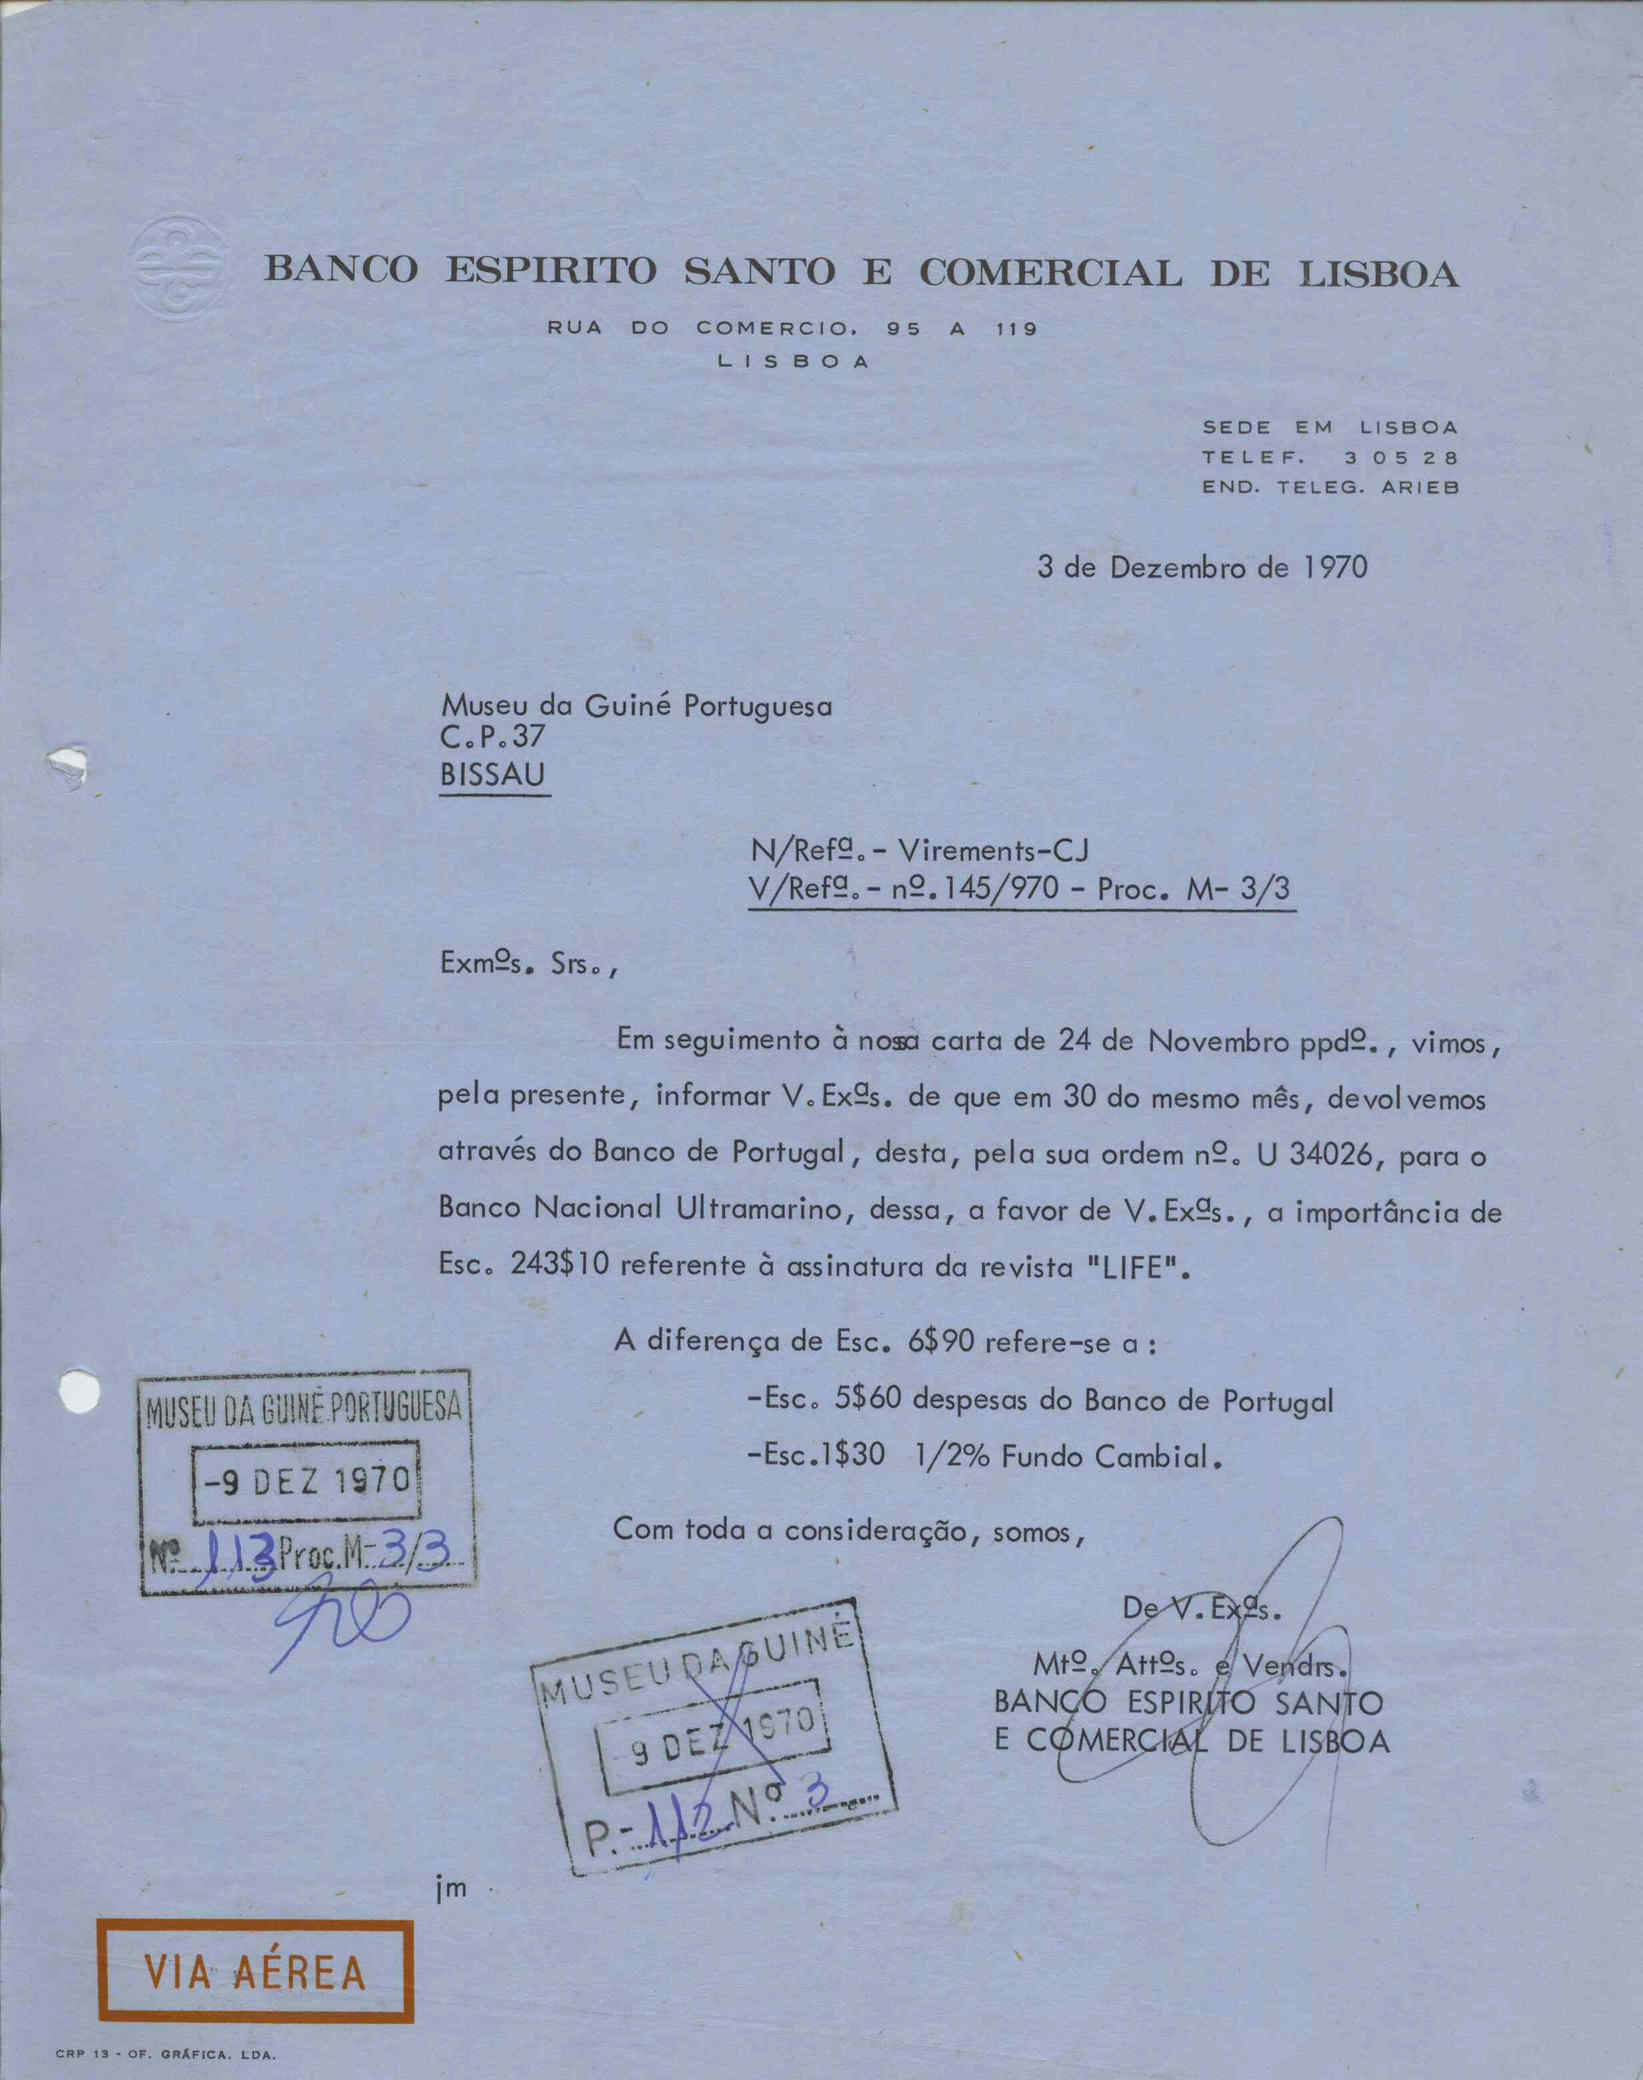 BANCO ESPIRITO SANTO E COMERCIAL DE LISBOA
RUA DO COMERCIO, 95 A 119
LISBOA
SEDE EM LISBOA
TELEF. 30528
END. TELEG. ARIEB
3 de Dezembro de 1970
Museu da Guiné Portuguesa
C.P.37
BISSAU
N/Refª.- Virements-CJ
V/Refª.- nº.145/970 - Proc. M- 3/3
Exmºs. Srs.,
Em seguimento à nossa carta de 24 de Novembro ppdº., vimos,
pela presente, informar V.Exªs. de que em 30 do mesmo mês, devolvemos
através do Banco de Portugal, desta, pela sua ordem nº. U 34026, para o
Banco Nacional Ultramarino, dessa, a favor de V.Exªs., a importância de
Esc. 243$10 referente à assinatura da revista "LIFE".
A diferença de Esc. 6$90 refere-se a :
-Esc. 5$60 despesas do Banco de Portugal
-Esc.1$30 1/2% Fundo Cambial.
Com toda a consideração, somos,
MUSEU DA GUINÉ PORTUGUESA
-9 DEZ 1970
Nº 113 Proc.M- 3/3
De V.Exªs.
Mtº. Attºs. e Vendrs.
BANCO ESPIRITO SANTO
E COMERCIAL DE LISBOA
MUSEU DA GUINÉ
9 DEZ 1970
P.- 112 Nº 3
jm
VIA AÉREA
CRP 13 - OF. GRÁFICA, LDA.